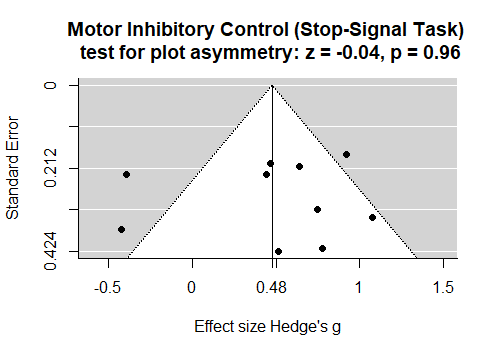 Motor Inhibitory Control (Stop-Signal Task)
test for plot asymmetry: z = -0.04, p = 0.96
Standard Error
0
0.212
0.424
-0.5
0
0.48
1
1.5
Effect size Hedge's g